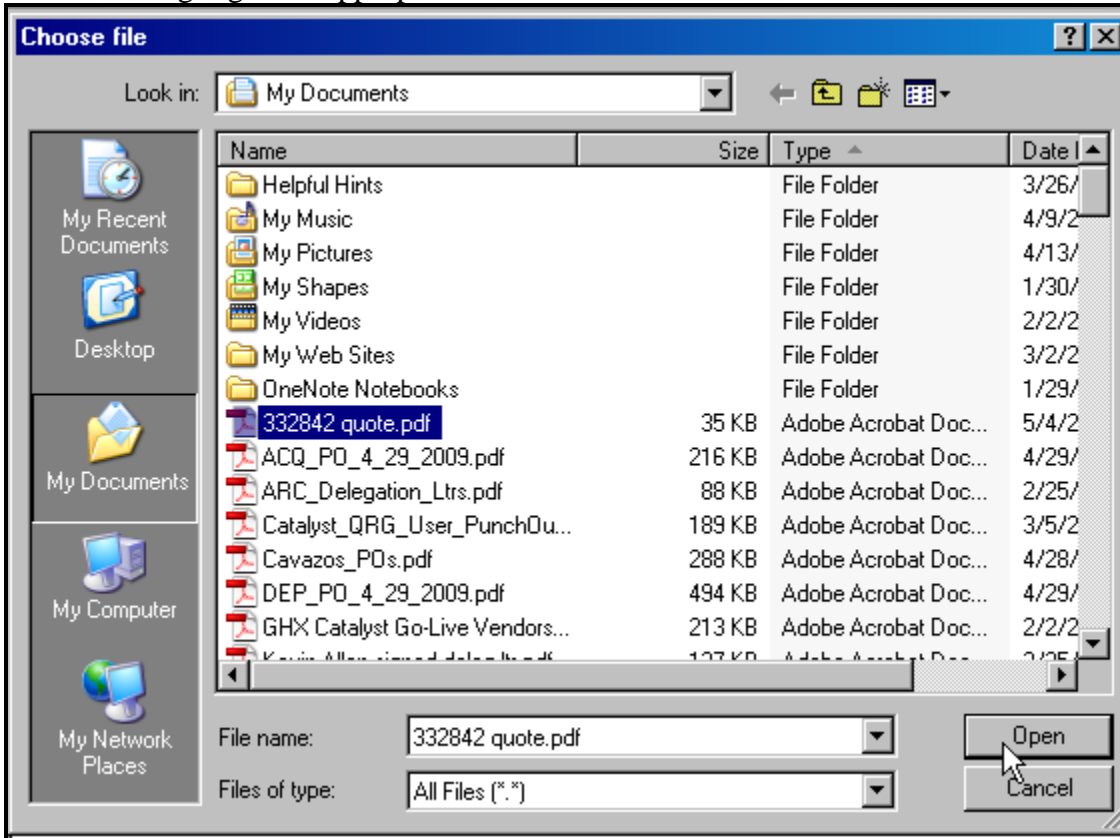 Choose file
Look in: My Documents
My Recent
Documents
Desktop
My Documents
My Computer
My Network
Places
Name Size Type Date
Helpful Hints File Folder 3/26/
My Music File Folder 4/9/2
My Pictures File Folder 4/13/
My Shapes File Folder 1/30/
My Videos File Folder 2/2/2
My Web Sites File Folder 3/2/2
OneNote Notebooks File Folder 1/29/
332842 quote.pdf 35 KB Adobe Acrobat Doc... 5/4/2
ACQ_PO_4_29_2009.pdf 216 KB Adobe Acrobat Doc... 4/29/
ARC_Delegation_Ltrs.pdf 88 KB Adobe Acrobat Doc... 2/25/
Catalyst_QRG_User_PunchOu... 189 KB Adobe Acrobat Doc... 3/5/2
Cavazos_POs.pdf 288 KB Adobe Acrobat Doc... 4/28/
DEP_PO_4_29_2009.pdf 494 KB Adobe Acrobat Doc... 4/29/
GHX Catalyst Go-Live Vendors... 213 KB Adobe Acrobat Doc... 2/2/2
File name: 332842 quote.pdf Open
Files of type: All Files (*.*) Cancel